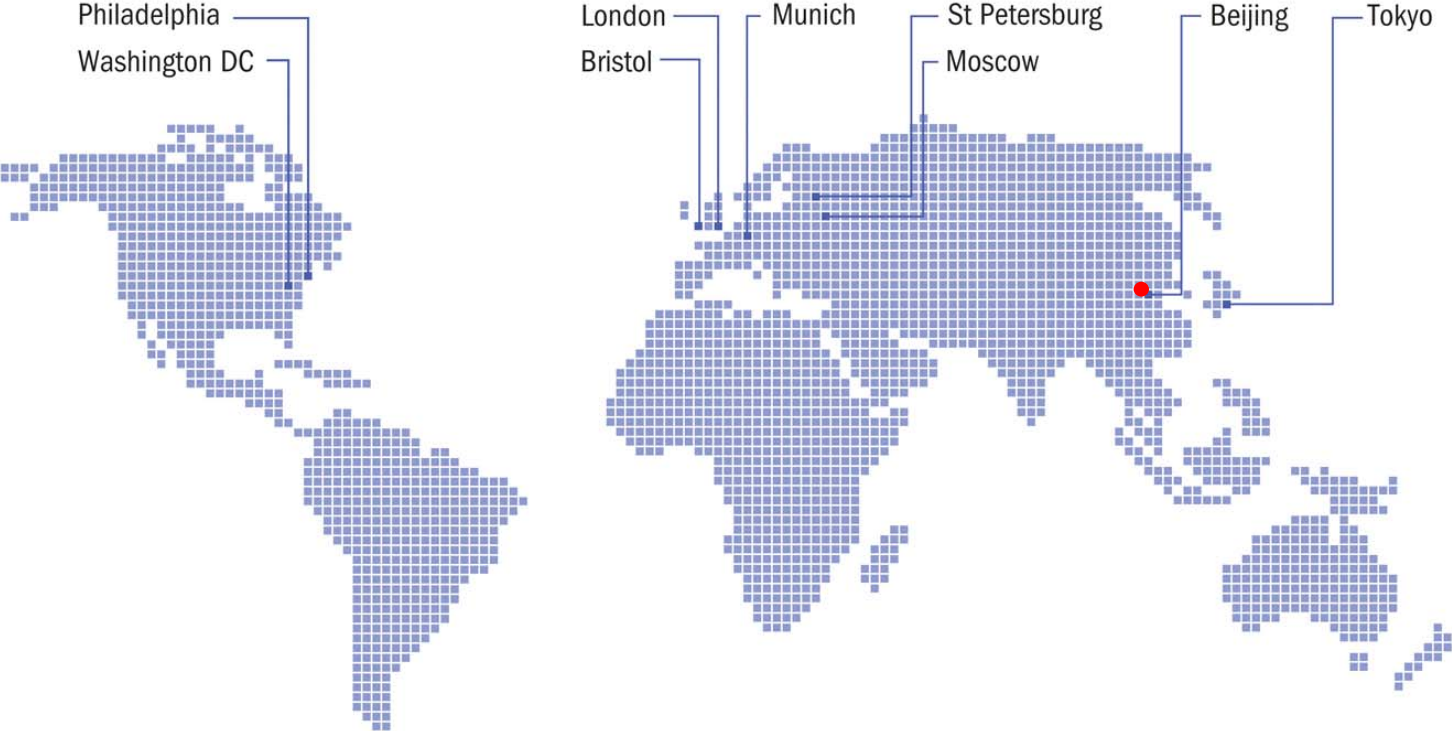 Philadelphia
Washington DC
London
Bristol
Munich
St Petersburg
Moscow
Beijing
Tokyo